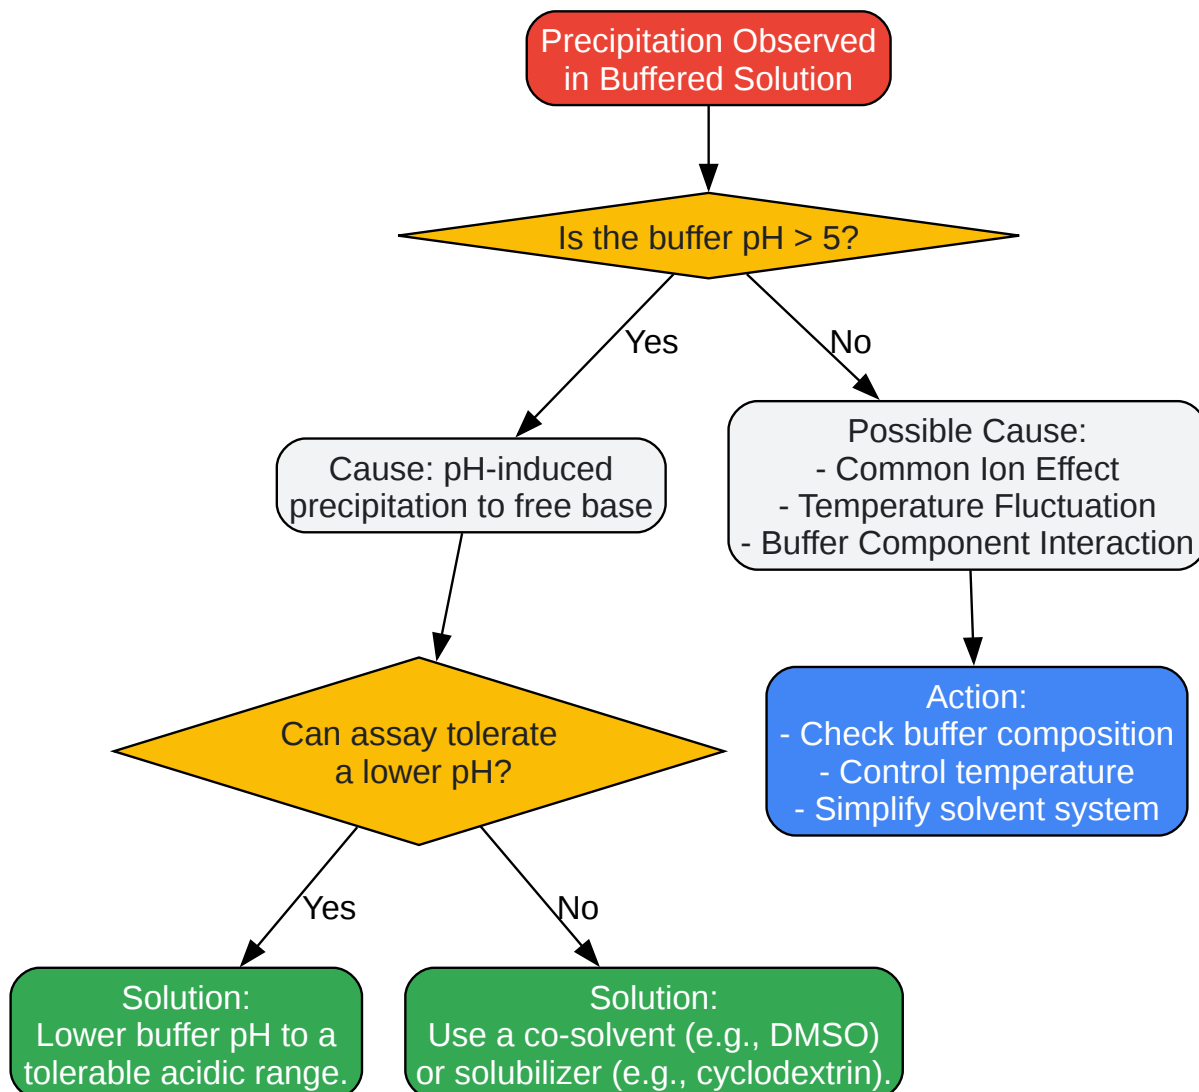 Precipitation Observed
in Buffered Solution
Is the buffer pH > 5?
Yes
No
Cause: pH-induced
precipitation to free base
Possible Cause:
- Common Ion Effect
- Temperature Fluctuation
- Buffer Component Interaction
Can assay tolerate
a lower pH?
Action:
- Check buffer composition
- Control temperature
- Simplify solvent system
Yes
No
Solution:
Lower buffer pH to a
tolerable acidic range.
Solution:
Use a co-solvent (e.g., DMSO)
or solubilizer (e.g., cyclodextrin).